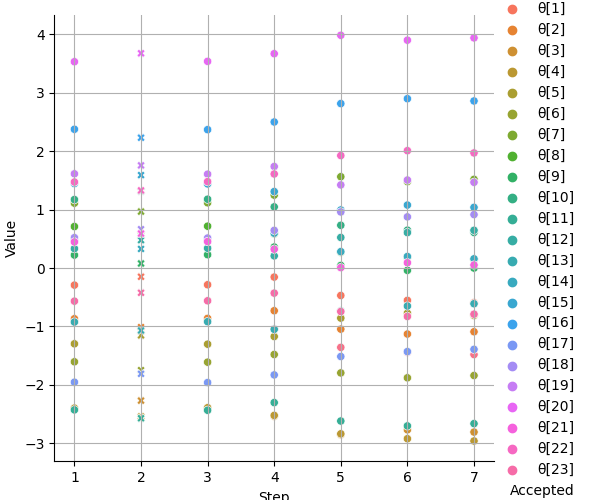 θ[1]
θ[2]
θ[3]
θ[4]
θ[5]
θ[6]
θ[7]
θ[8]
θ[9]
θ[10]
θ[11]
θ[12]
θ[13]
θ[14]
θ[15]
θ[16]
θ[17]
θ[18]
θ[19]
θ[20]
θ[21]
θ[22]
θ[23]
Accepted
4
3
2
1
0
−1
−2
−3
Value
1 2 3 4 5 6 7
Step